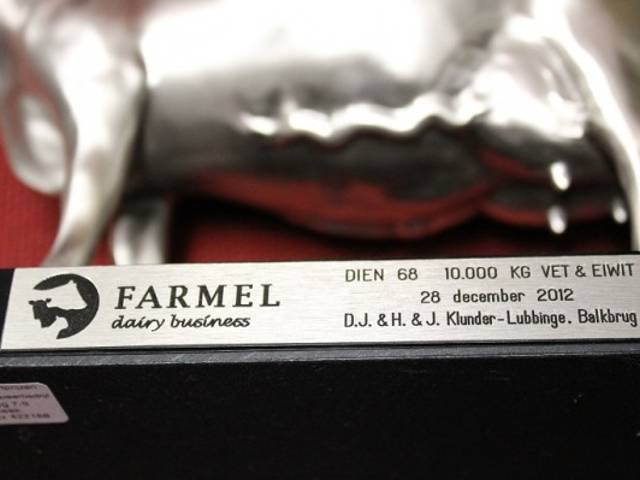 FARMEL
dairy business
DIEN 68 10.000 KG VET & EIWIT
28 december 2012
D.J. & H. & J. Klunder-Lubbinge. Balkbrug